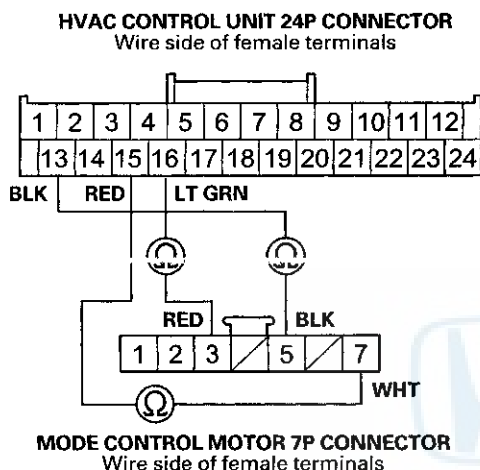 HVAC CONTROL UNIT 24P CONNECTOR
Wire side of female terminals
1 2 3 4 5 6 7 8 9 10 11 12
13 14 15 16 17 18 19 20 21 22 23 24
BLK RED LT GRN
Ω Ω
RED BLK
1 2 3 5 7
WHT
Ω
MODE CONTROL MOTOR 7P CONNECTOR
Wire side of female terminals